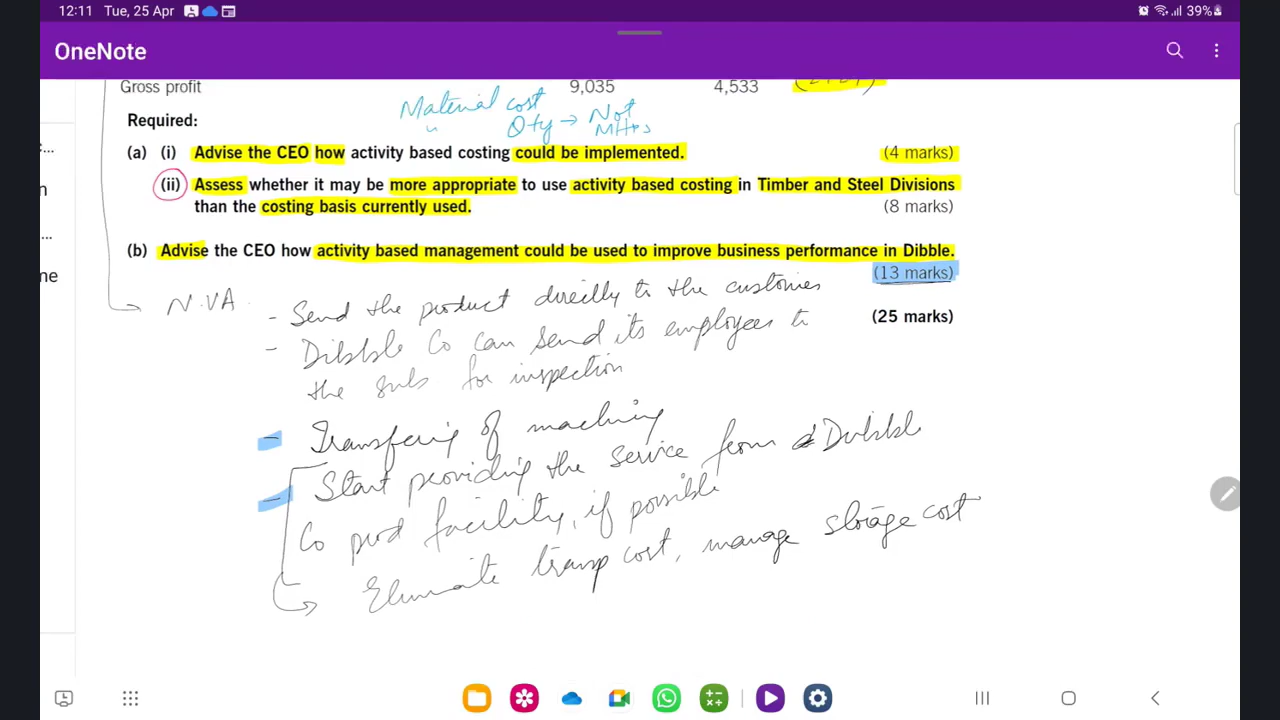 12:11 Tue, 25 Apr 39%
OneNote
Gross profit 9,035 4,533
Material cost
Qty → Not
MHrs
Required:
(a) (i) Advise the CEO how activity based costing could be implemented. (4 marks)
(ii) Assess whether it may be more appropriate to use activity based costing in Timber and Steel Divisions
than the costing basis currently used. (8 marks)
(b) Advise the CEO how activity based management could be used to improve business performance in Dibble.
(13 marks)
(25 marks)
N.VA
- Send the product directly to the customers
- Dibble Co can send its employees to
the subs for inspection
- Transfering of machinig
- Start providing the service from Dibble
Co prod facility, if possible
Eliminate transp cost, manage storage cost
...
n
...
ne